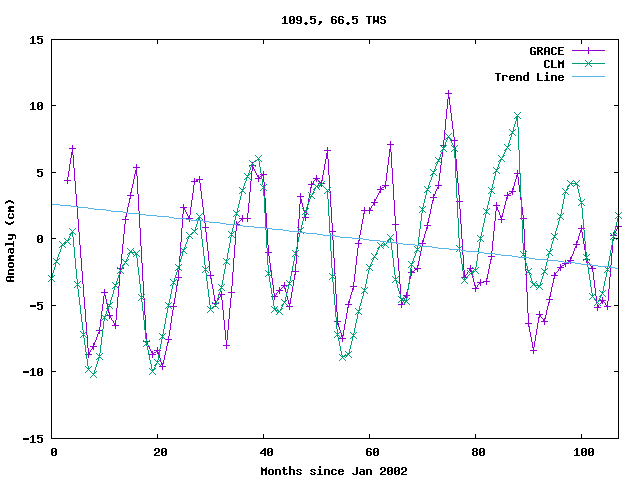 109.5, 66.5 TWS
GRACE
CLM
Trend Line
15
10
5
0
-5
-10
-15
Anomaly (cm)
0 20 40 60 80 100
Months since Jan 2002